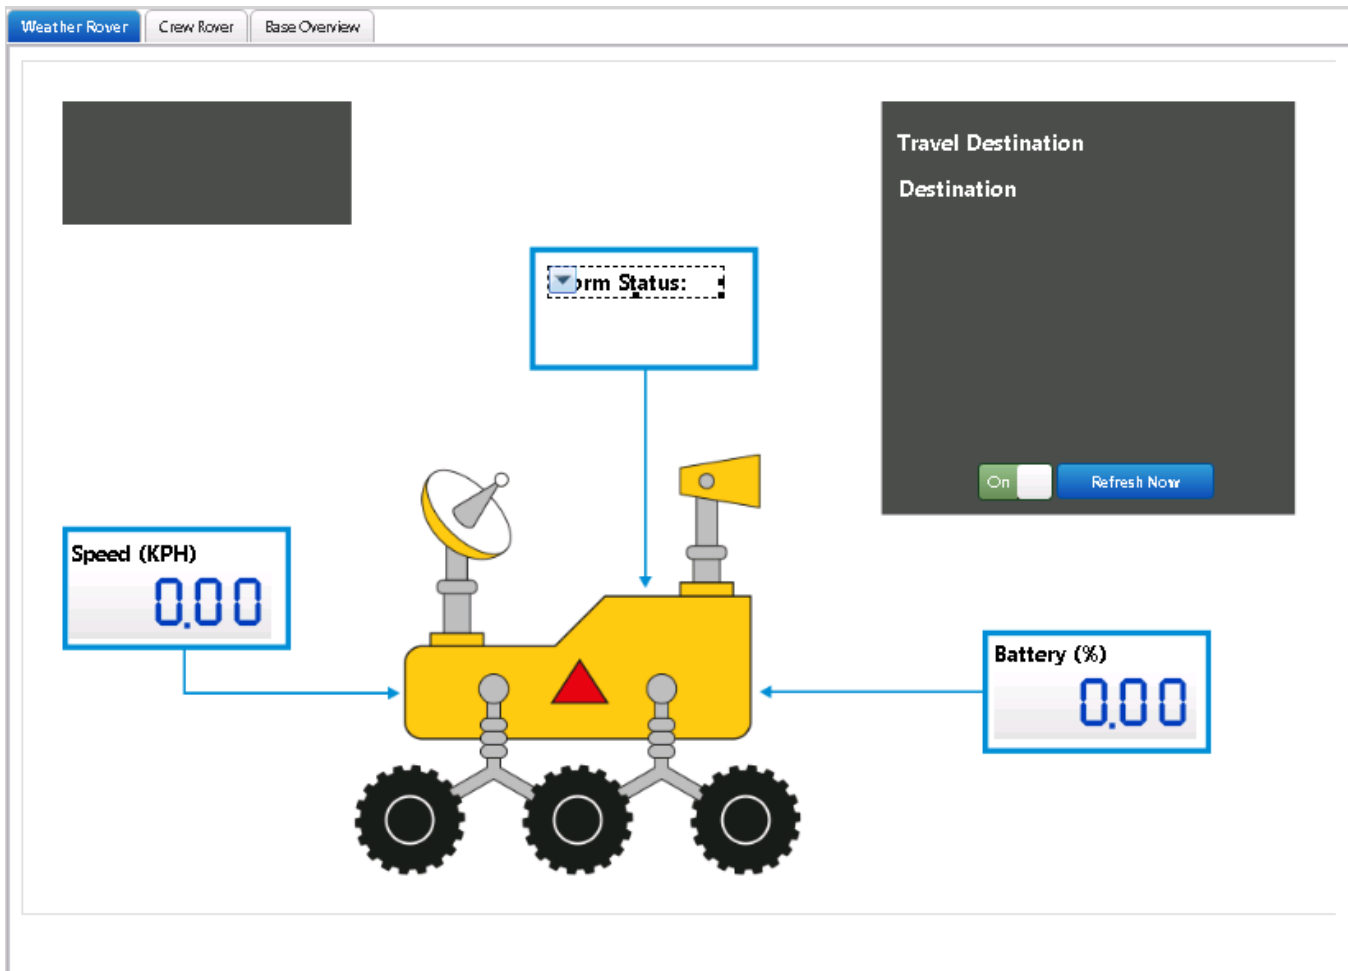 Weather Rover
Crew Rover
Base Overview
Travel Destination
Destination
orm Status:
On
Refresh Now
Speed (KPH)
0.00
Battery (%)
0.00